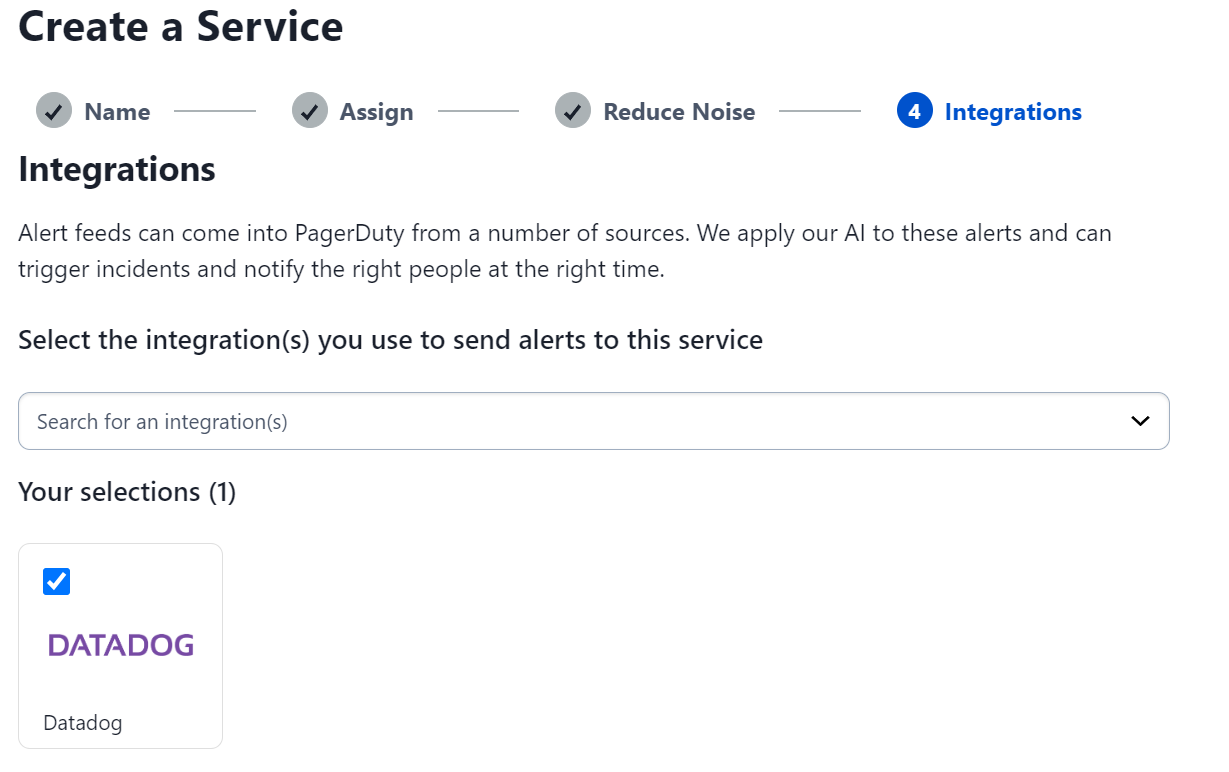 Create a Service
Name
Assign
Reduce Noise
4 Integrations
Integrations
Alert feeds can come into PagerDuty from a number of sources. We apply our AI to these alerts and can
trigger incidents and notify the right people at the right time.
Select the integration(s) you use to send alerts to this service
Search for an integration(s)
Your selections (1)
DATADOG
Datadog